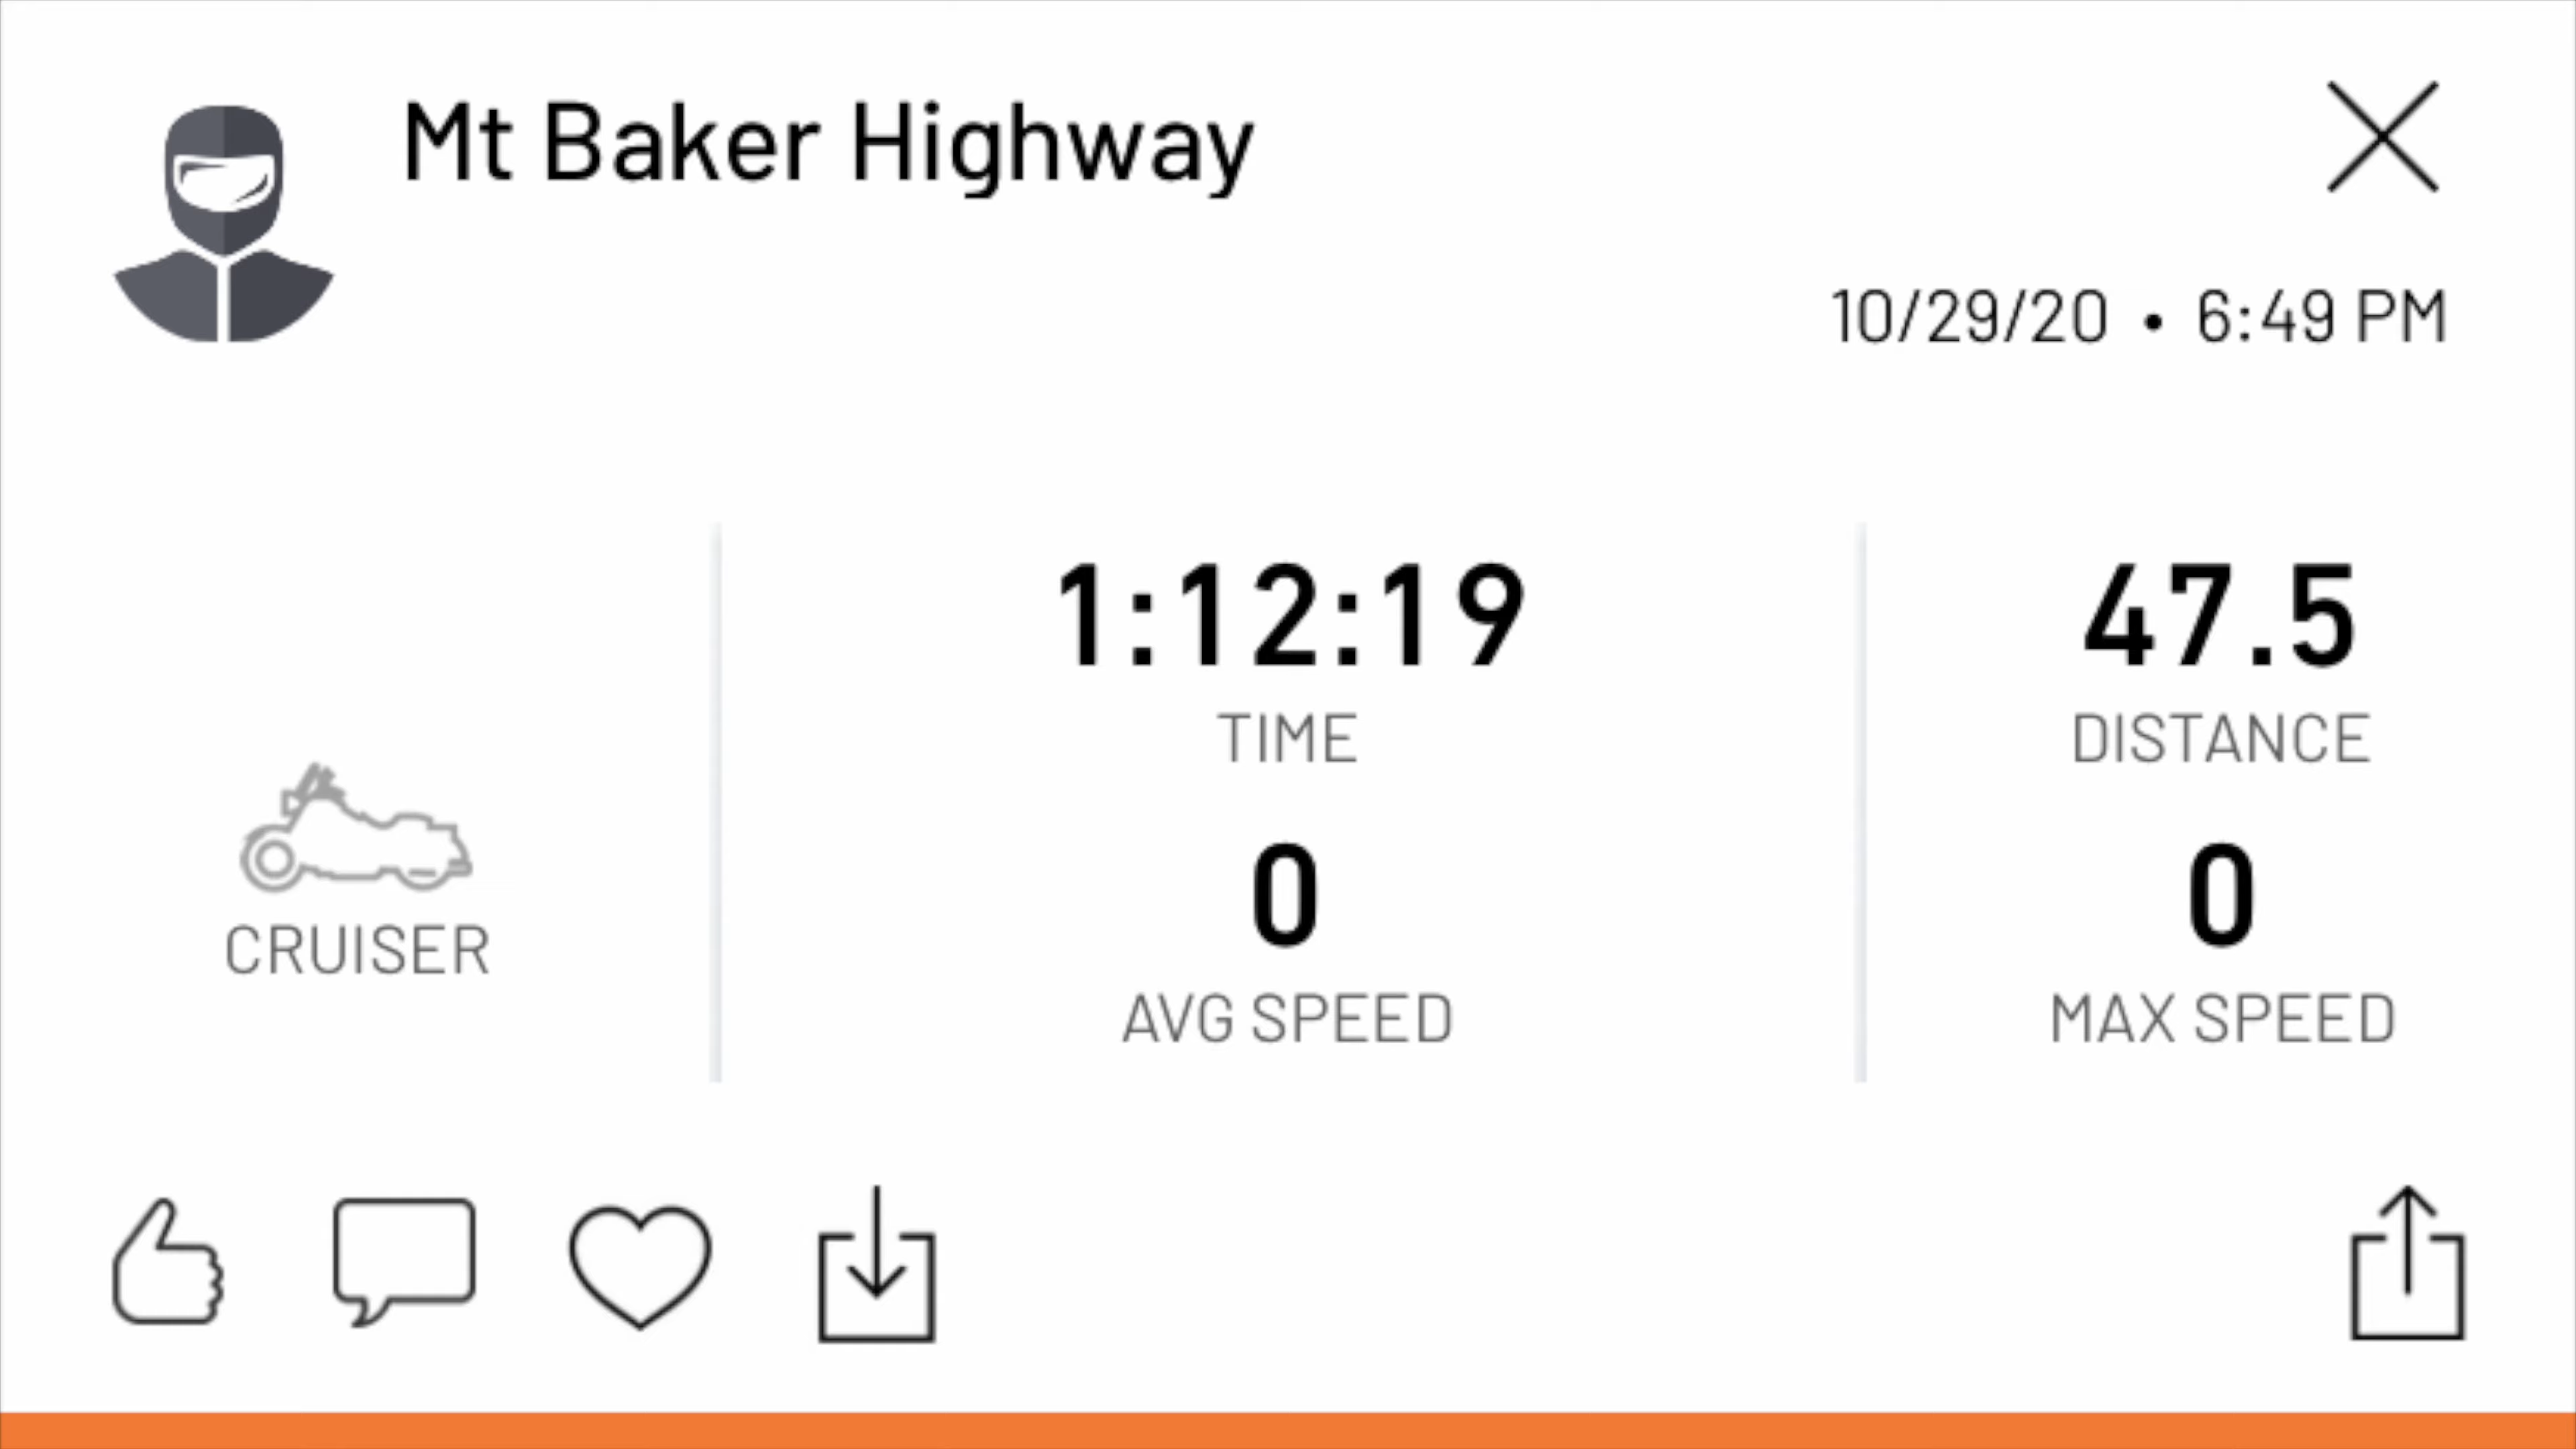 Mt Baker Highway
10/29/20 • 6:49 PM
1:12:19
TIME
47.5
DISTANCE
CRUISER
0
AVG SPEED
0
MAX SPEED